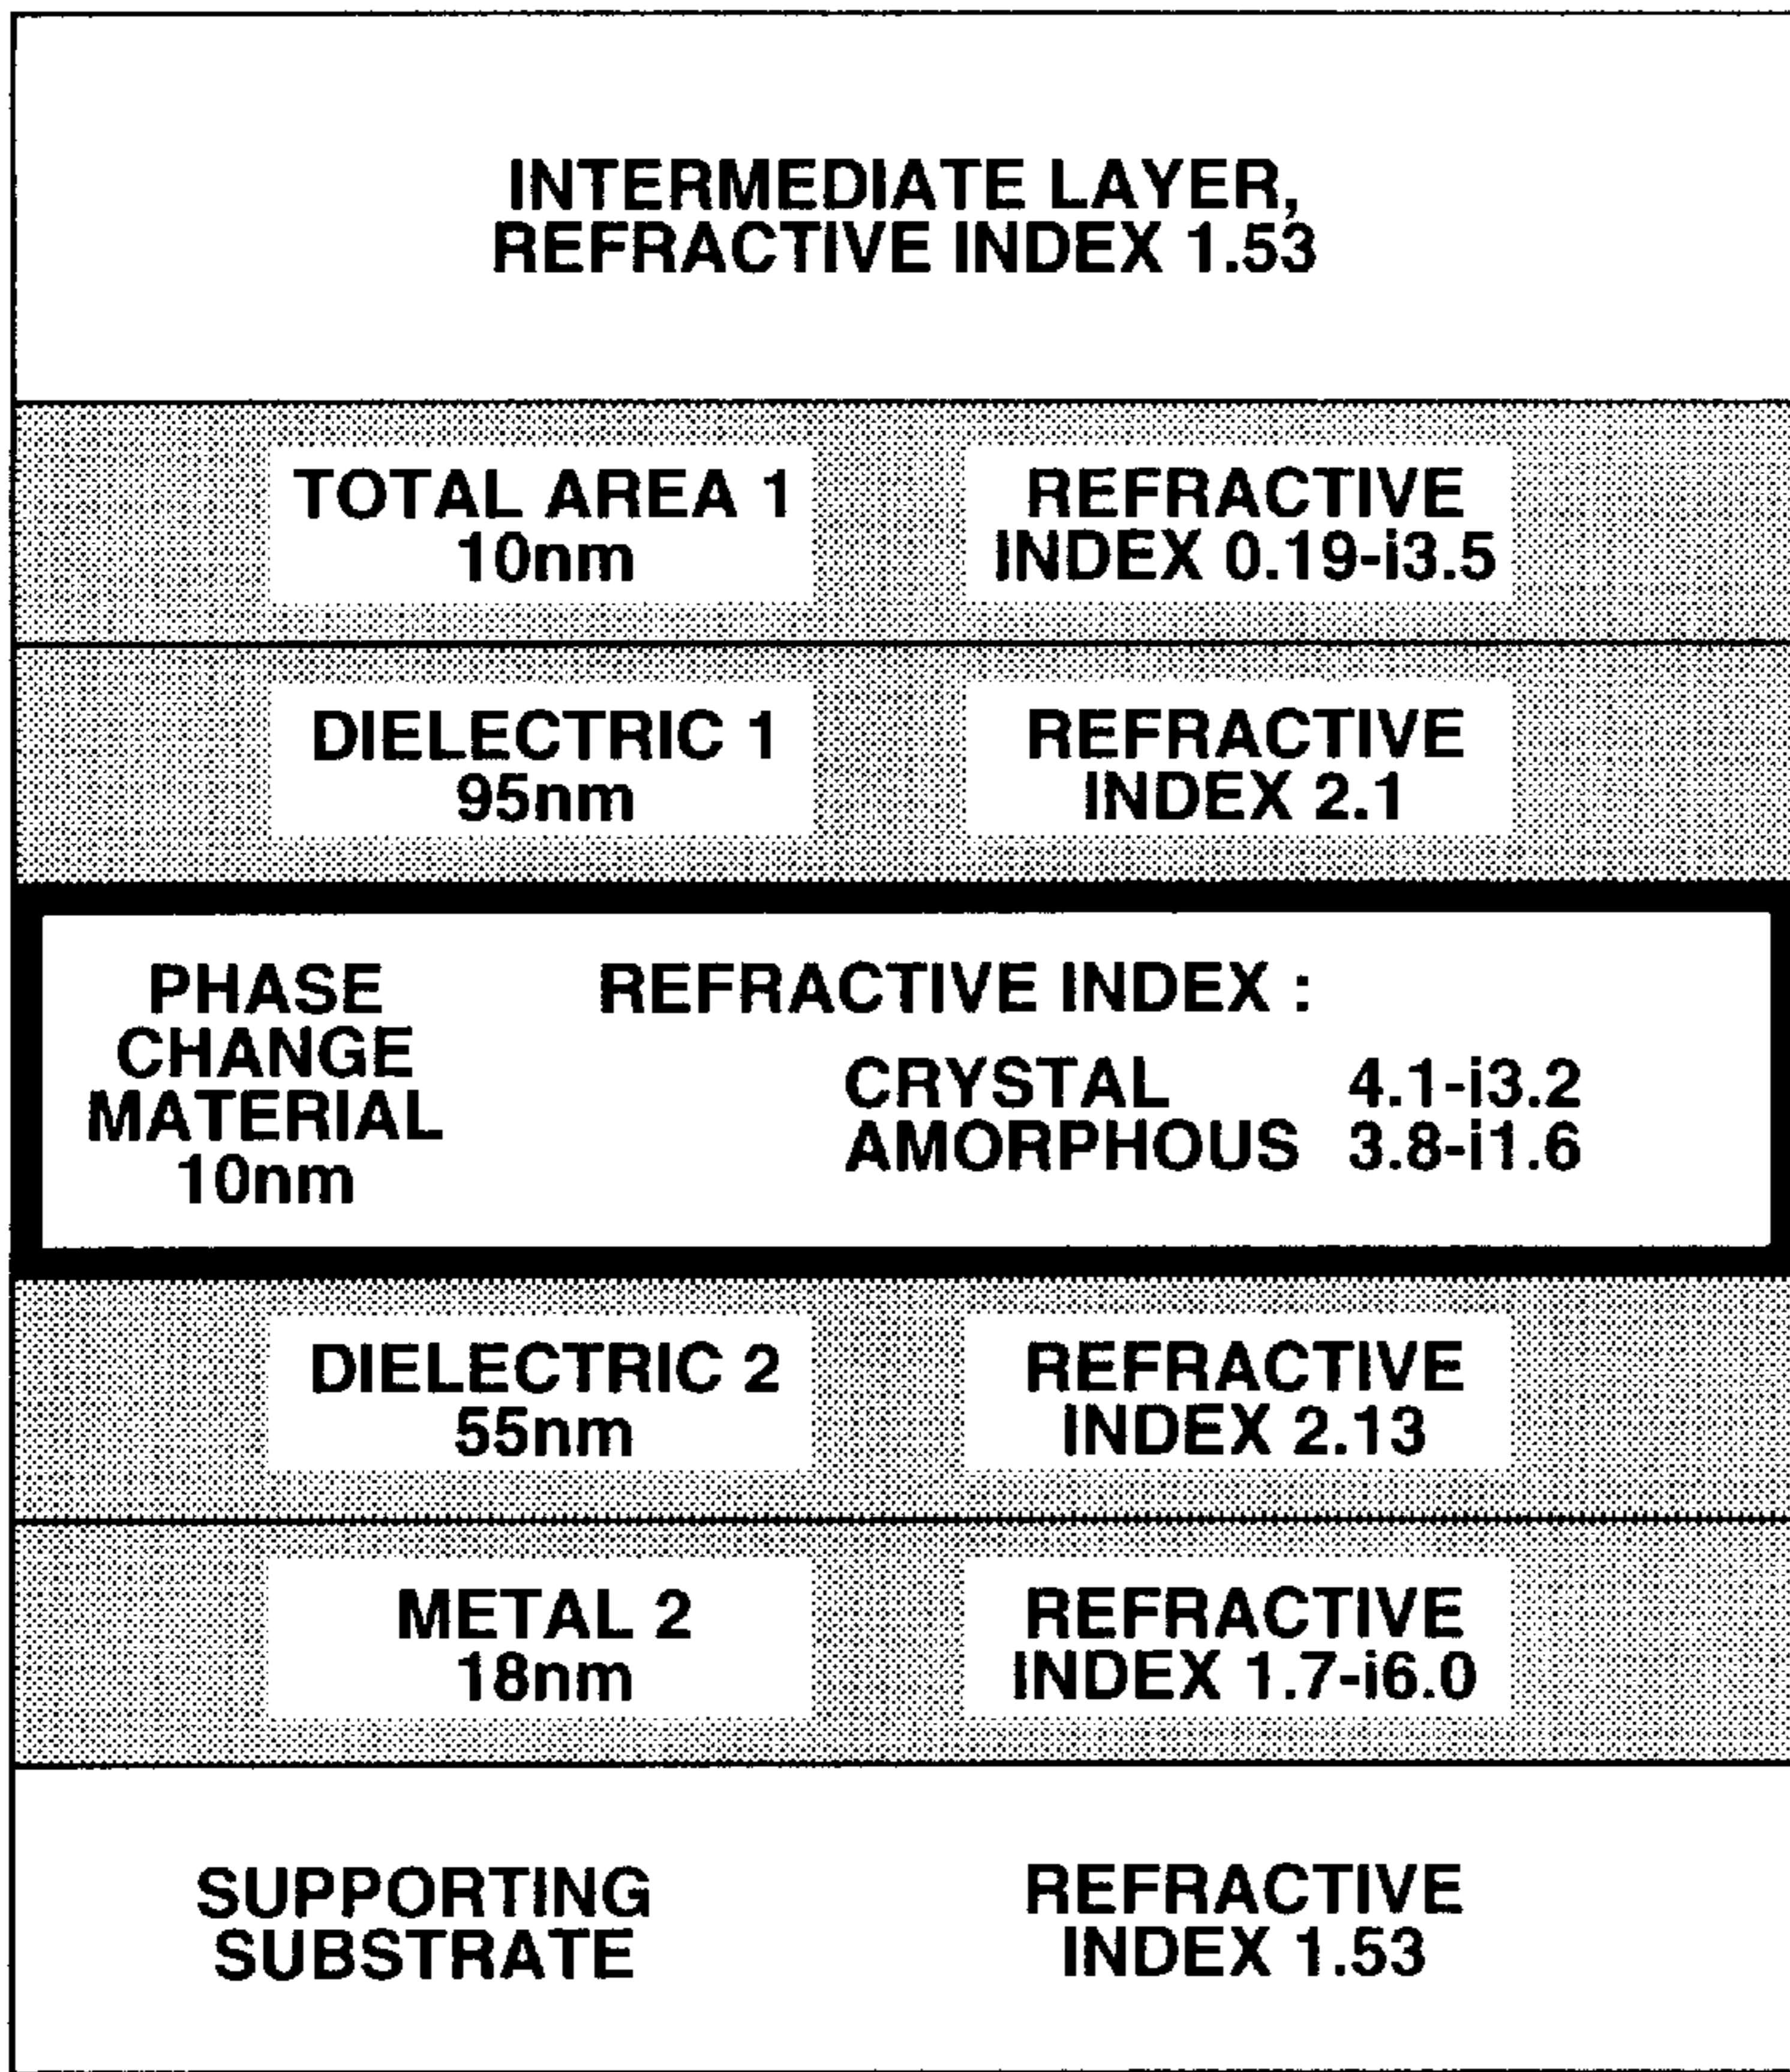 INTERMEDIATE LAYER,
REFRACTIVE INDEX 1.53
TOTAL AREA 1
10nm
REFRACTIVE
INDEX 0.19-i3.5
DIELECTRIC 1
95nm
REFRACTIVE
INDEX 2.1
PHASE
CHANGE
MATERIAL
10nm
REFRACTIVE INDEX :
CRYSTAL 4.1-i3.2
AMORPHOUS 3.8-i1.6
DIELECTRIC 2
55nm
REFRACTIVE
INDEX 2.13
METAL 2
18nm
REFRACTIVE
INDEX 1.7-i6.0
SUPPORTING
SUBSTRATE
REFRACTIVE
INDEX 1.53